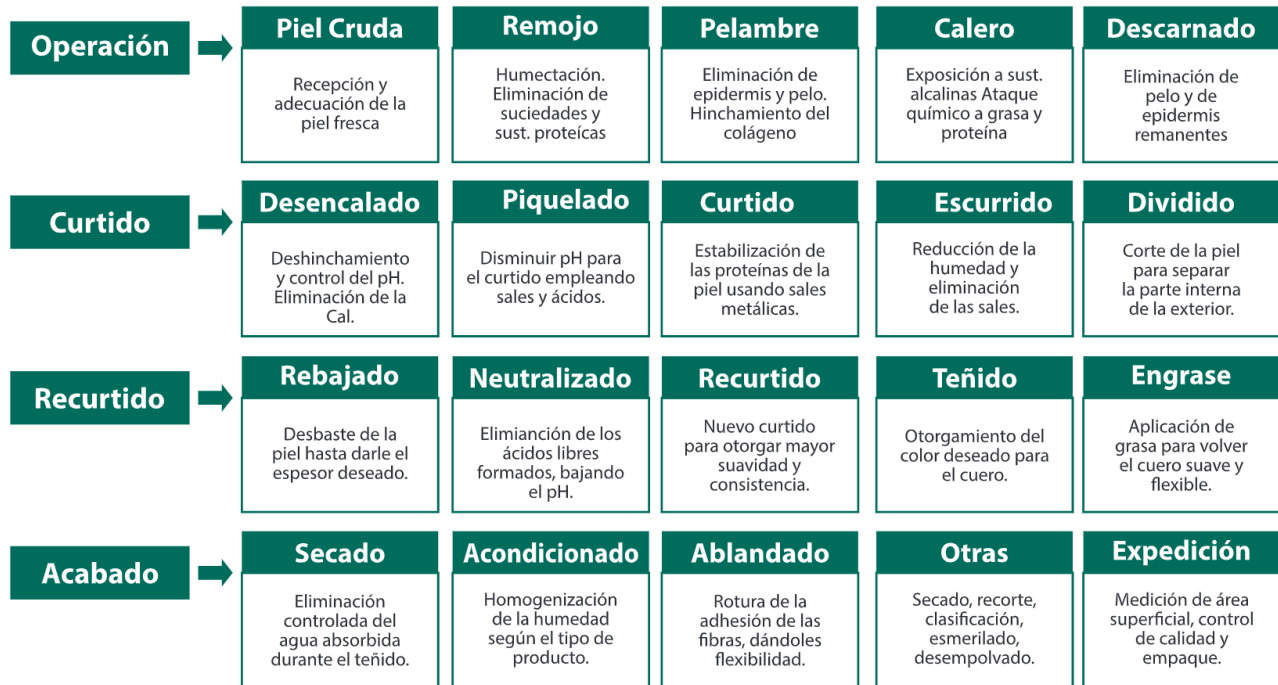 Operación
Piel Cruda
Recepción y
adecuación de la
piel fresca
Remojo
Humectación.
Eliminación de
suciedades y
sust. proteícas
Pelambre
Eliminación de
epidermis y pelo.
Hinchamiento del
colágeno
Calero
Exposición a sust.
alcalinas Ataque
químico a grasa y
proteína
Descarnado
Eliminación de
pelo y de
epidermis
remanentes
Curtido
Desencalado
Deshinchamiento
y control del pH.
Eliminación de la
Cal.
Piquelado
Disminuir pH para
el curtido empleando
sales y ácidos.
Curtido
Estabilización de
las proteínas de la
piel usando sales
metálicas.
Escurrido
Reducción de la
humedad y
eliminación
de las sales.
Dividido
Corte de la piel
para separar
la parte interna
de la exterior.
Recurtido
Rebajado
Desbaste de la
piel hasta darle el
espesor deseado.
Neutralizado
Elimianción de los
ácidos libres
formados, bajando
el pH.
Recurtido
Nuevo curtido
para otorgar mayor
suavidad y
consistencia.
Teñido
Otorgamiento del
color deseado para
el cuero.
Engrase
Aplicación de
grasa para volver
el cuero suave y
flexible.
Acabado
Secado
Eliminación
controlada del
agua absorbida
durante el teñido.
Acondicionado
Homogenización
de la humedad
según el tipo de
producto.
Ablandado
Rotura de la
adhesión de las
fibras, dándoles
flexibilidad.
Otras
Secado, recorte,
clasificación,
esmerilado,
desempolvado.
Expedición
Medición de área
superficial, control
de calidad y
empaque.